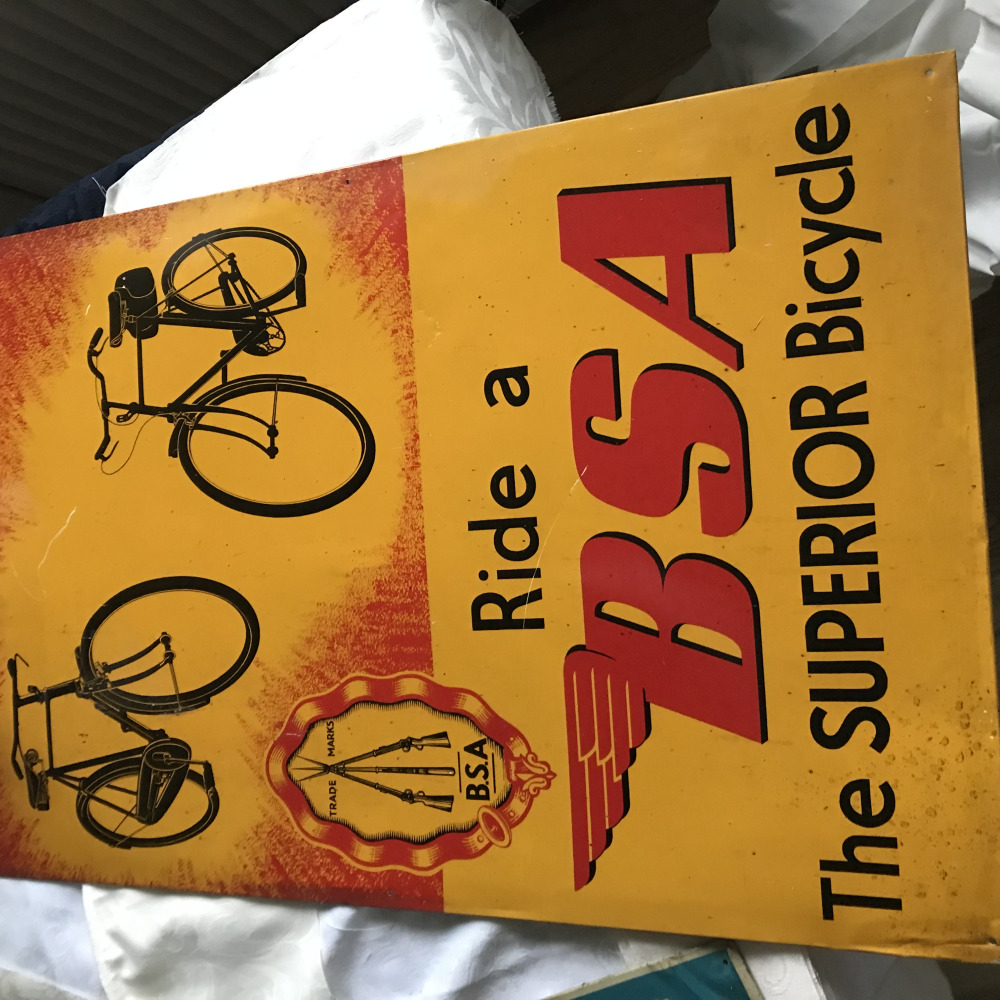 TRADE MARKS
B.S.A
Ride a
BSA
The SUPERIOR Bicycle